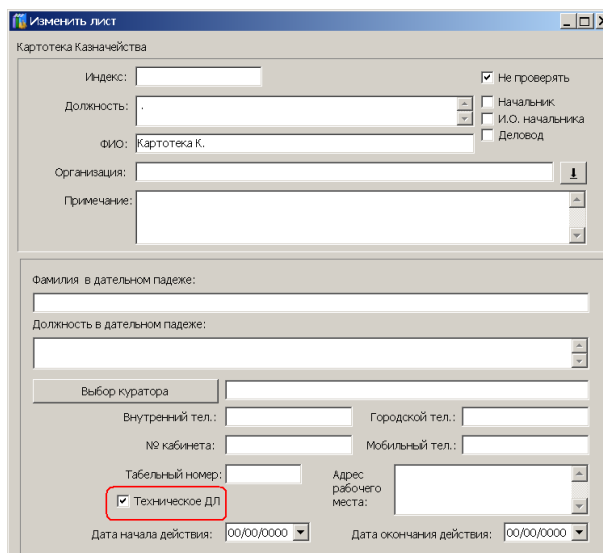 Изменить лист
Картотека Казначейства
Индекс:
Не проверять
Должность: .
Начальник
И.О. начальника
Деловод
ФИО: Картотека К.
Организация:
Примечание:
Фамилия в дательном падеже:
Должность в дательном падеже:
Выбор куратора
Внутренний тел.: Городской тел.:
№ кабинета: Мобильный тел.:
Табельный номер: Адрес рабочего места:
Техническое ДЛ
Дата начала действия: 00/00/0000 Дата окончания действия: 00/00/0000